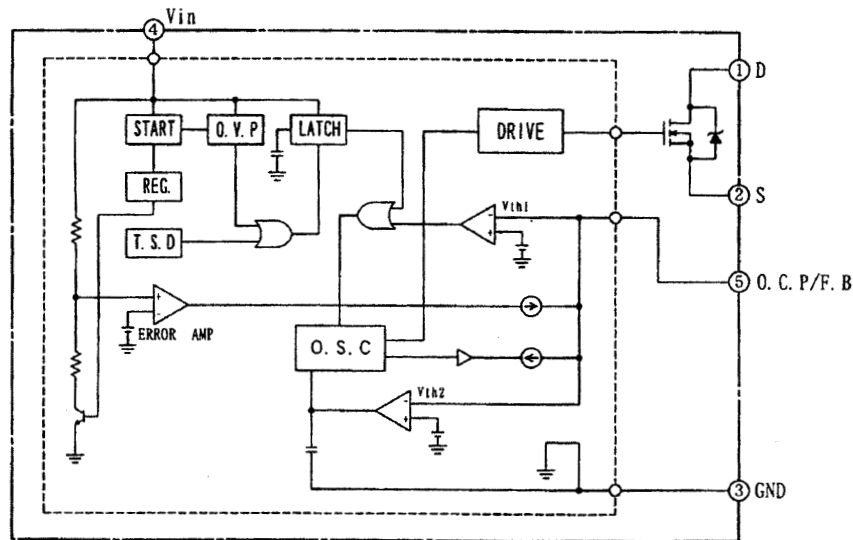 ④ Vin
① D
START
O.V.P
LATCH
DRIVE
REG.
② S
Vth1
T.S.D
⑤ O.C.P/F.B
ERROR AMP
O.S.C
Vth2
③ GND